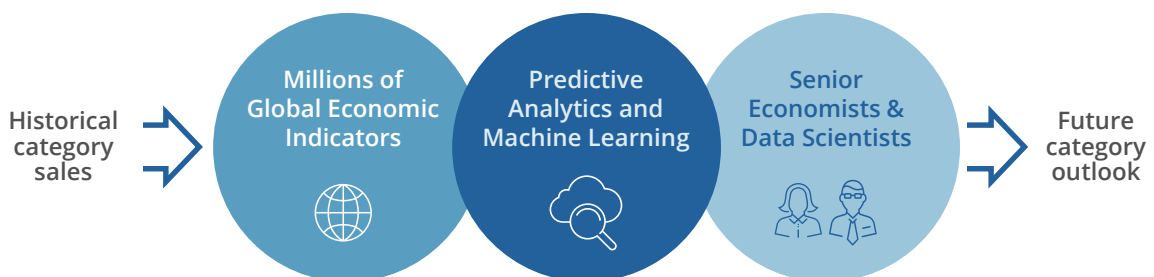 Historical
category
sales
Millions of
Global Economic
Indicators
Predictive
Analytics and
Machine Learning
Senior
Economists &
Data Scientists
Future
category
outlook